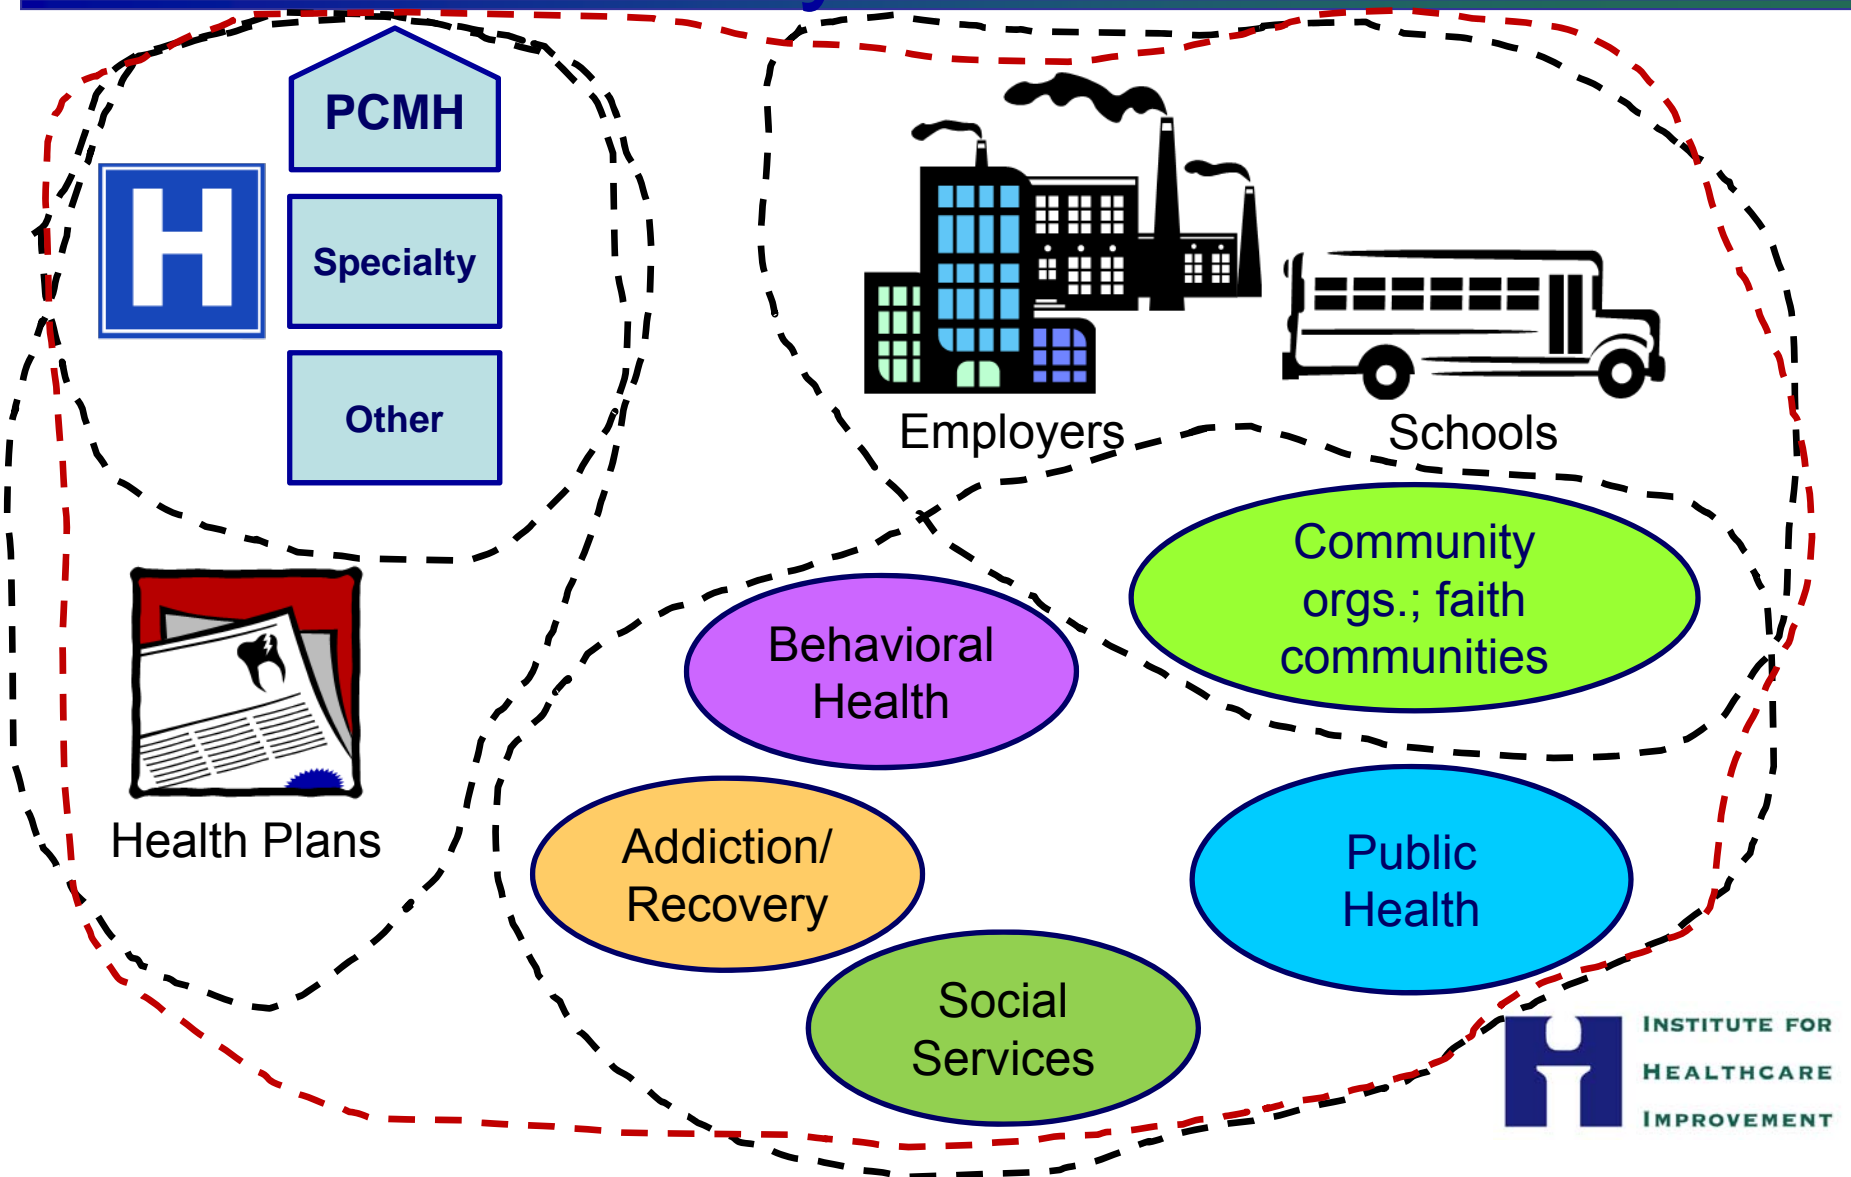 PCMH
H
Specialty
Other
Employers
Schools
Community
orgs.; faith
communities
Behavioral
Health
Health Plans
Addiction/
Recovery
Public
Health
Social
Services
INSTITUTE FOR
HEALTHCARE
IMPROVEMENT